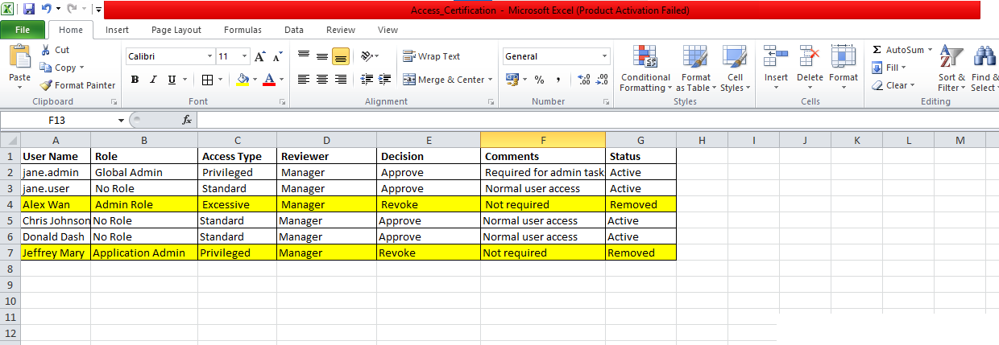 Access_Certification - Microsoft Excel (Product Activation Failed)
File Home Insert Page Layout Formulas Data Review View
Cut
Copy
Format Painter
Paste
Clipboard
Calibri 11
B I U
Font
Wrap Text
Merge & Center
Alignment
General
% ,
Number
Conditional Formatting
Format as Table
Cell Styles
Styles
Insert Delete Format
Cells
AutoSum
Fill
Clear
Sort & Filter
Find & Select
Editing
F13 fx
A B C D E F G H I J K L M
1 User Name Role Access Type Reviewer Decision Comments Status
2 jane.admin Global Admin Privileged Manager Approve Required for admin task Active
3 jane.user No Role Standard Manager Approve Normal user access Active
4 Alex Wan Admin Role Excessive Manager Revoke Not required Removed
5 Chris Johnson No Role Standard Manager Approve Normal user access Active
6 Donald Dash No Role Standard Manager Approve Normal user access Active
7 Jeffrey Mary Application Admin Privileged Manager Revoke Not required Removed
8
9
10
11
12